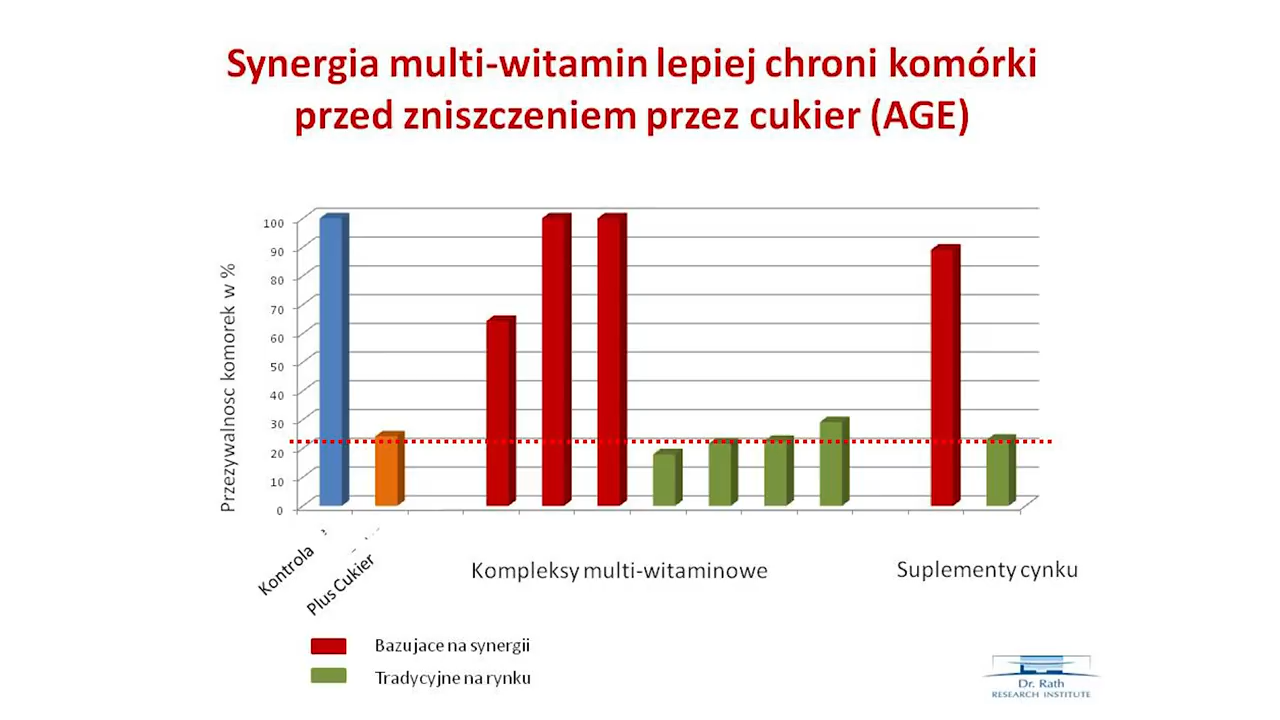 Synergia multi-witamin lepiej chroni komórki
przed zniszczeniem przez cukier (AGE)
Przezywalnosc komorek w %
100
90
80
70
60
50
40
30
20
10
0
Kontrola
Plus Cukier
Kompleksy multi-witaminowe
Suplementy cynku
Bazujace na synergii
Tradycyjne na rynku
Dr. Rath
RESEARCH INSTITUTE